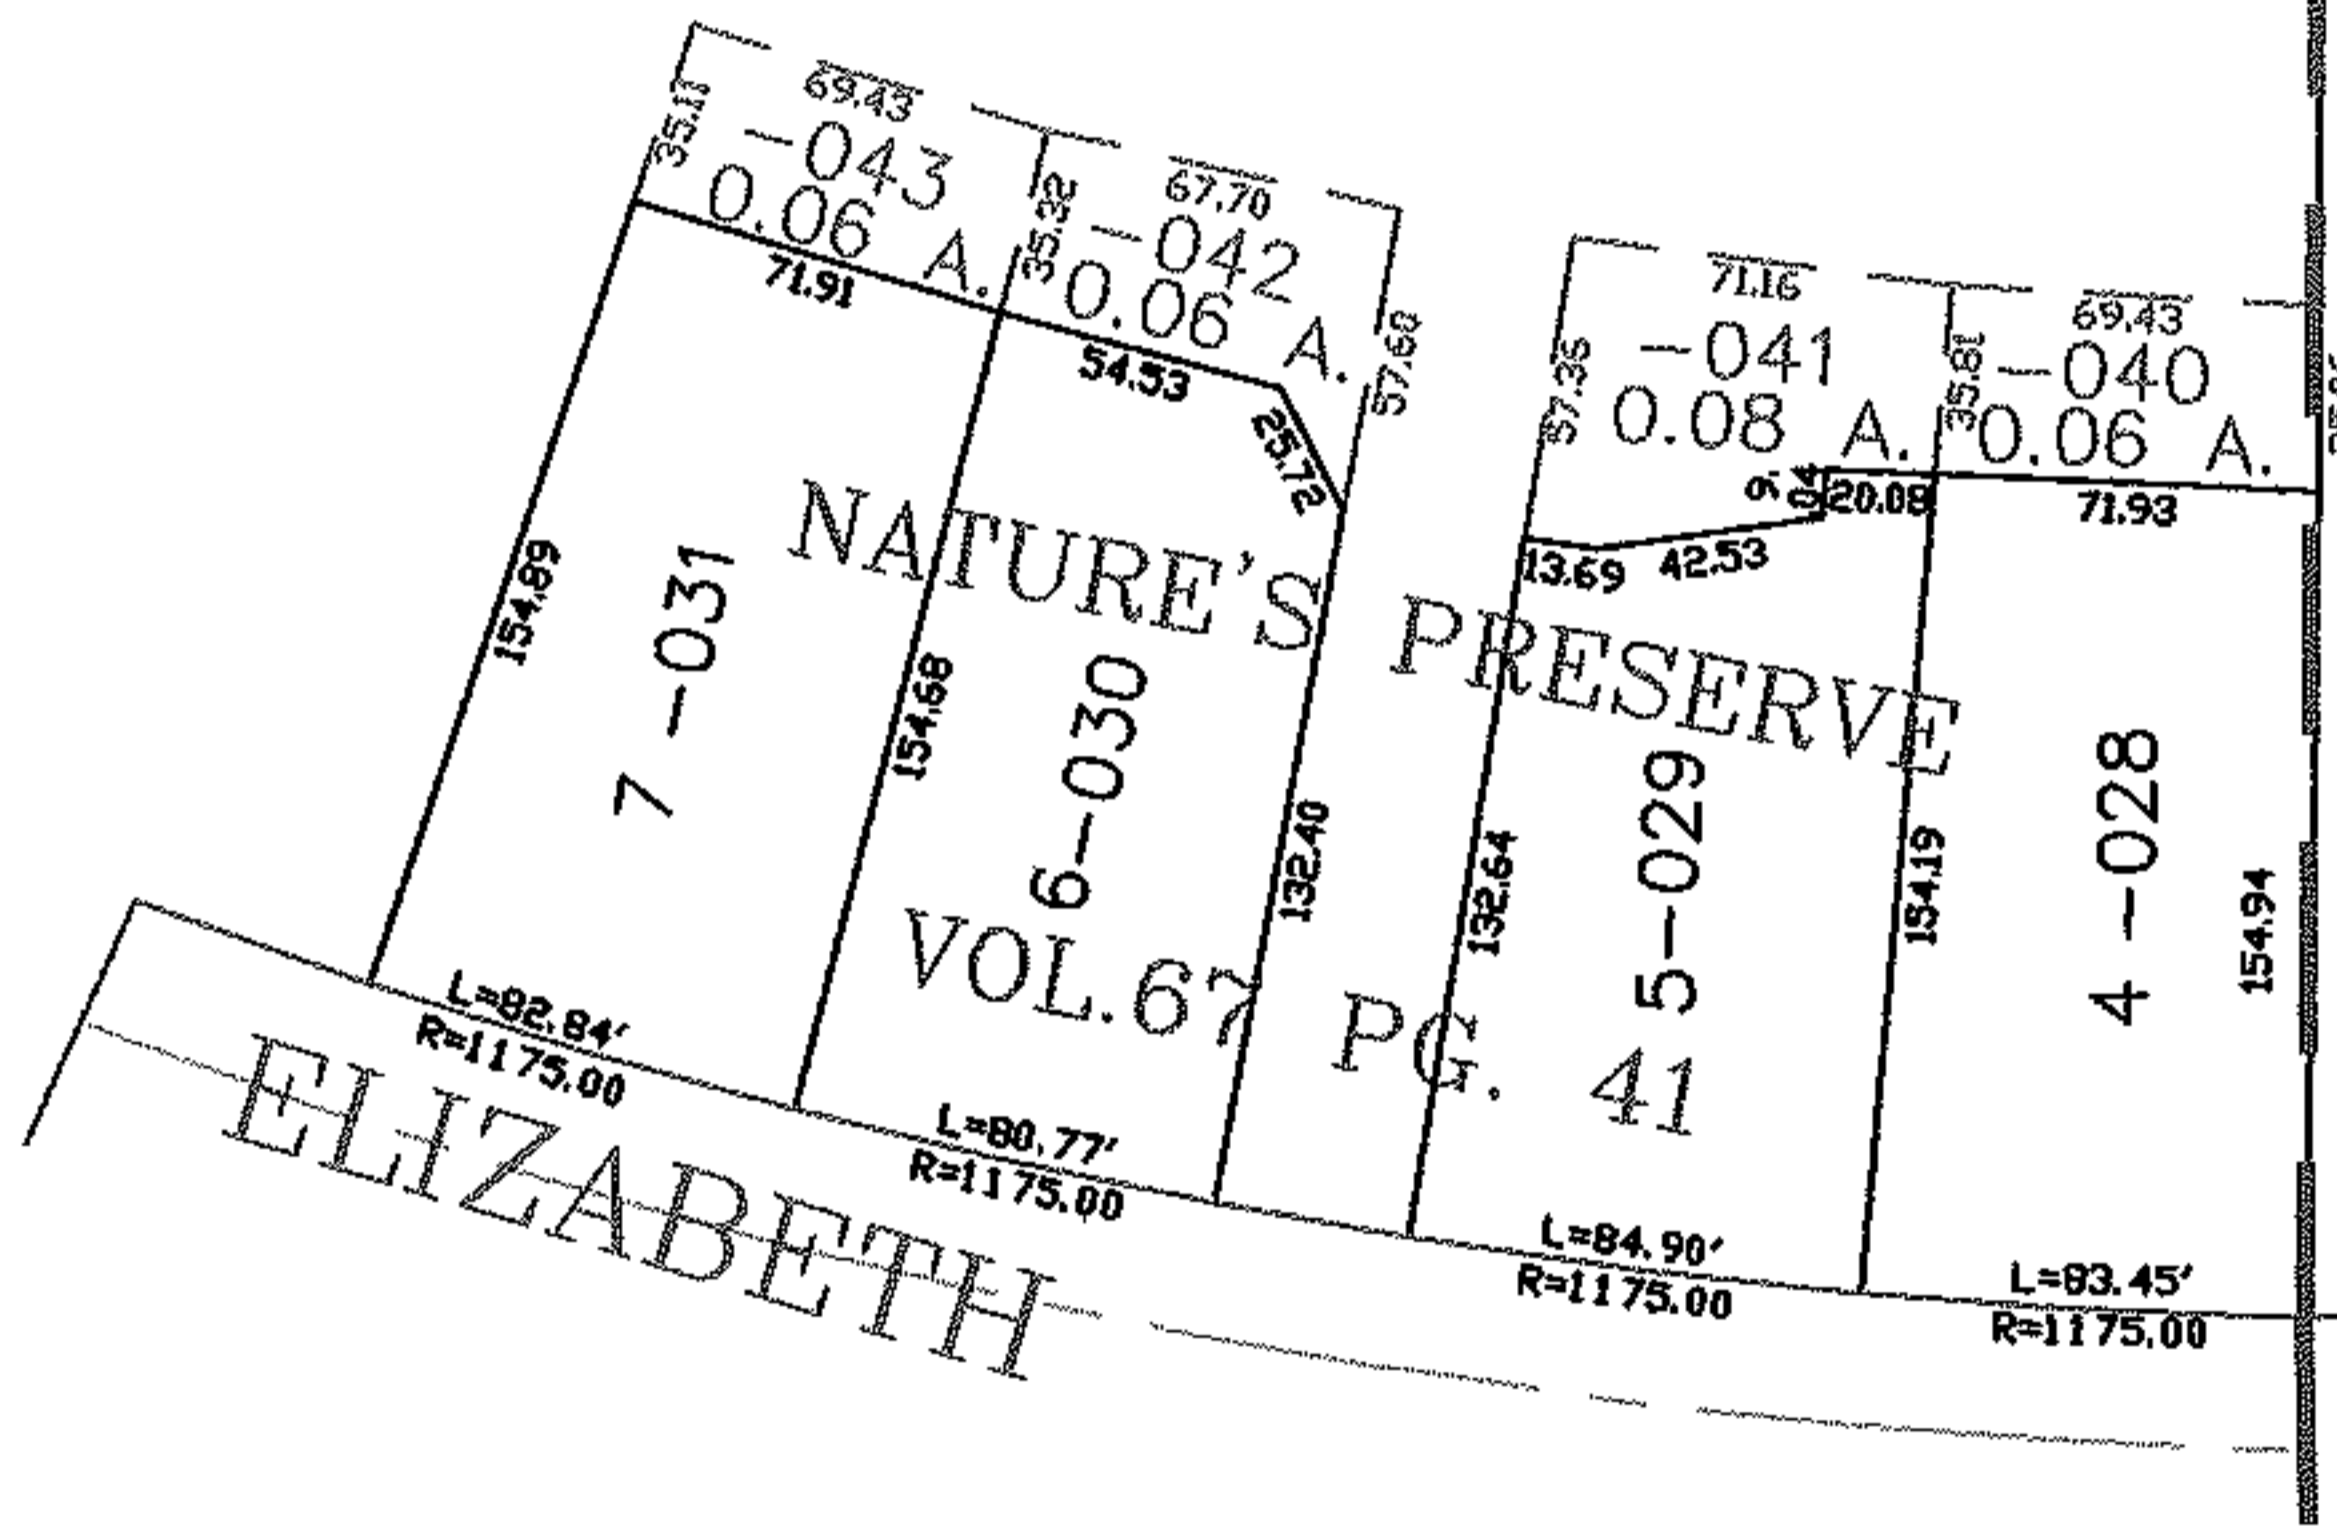 69.43
35.11
-043
0.06 A.
71.91
67.70
35.32
-042
0.06 A.
54.53
25.72
57.68
71.16
57.36
-041
0.08 A.
9.04
20.08
13.69
42.53
69.43
35.81
-040
0.06 A.
71.93
NATURE'S PRESERVE
VOL.67 PG. 41
154.89
7 -031
154.68
6-030
132.40
132.64
5-029
154.19
4 -028
154.94
L=82.84'
R=1175.00
L=80.77'
R=1175.00
L=84.90'
R=1175.00
L=83.45'
R=1175.00
ELIZABETH